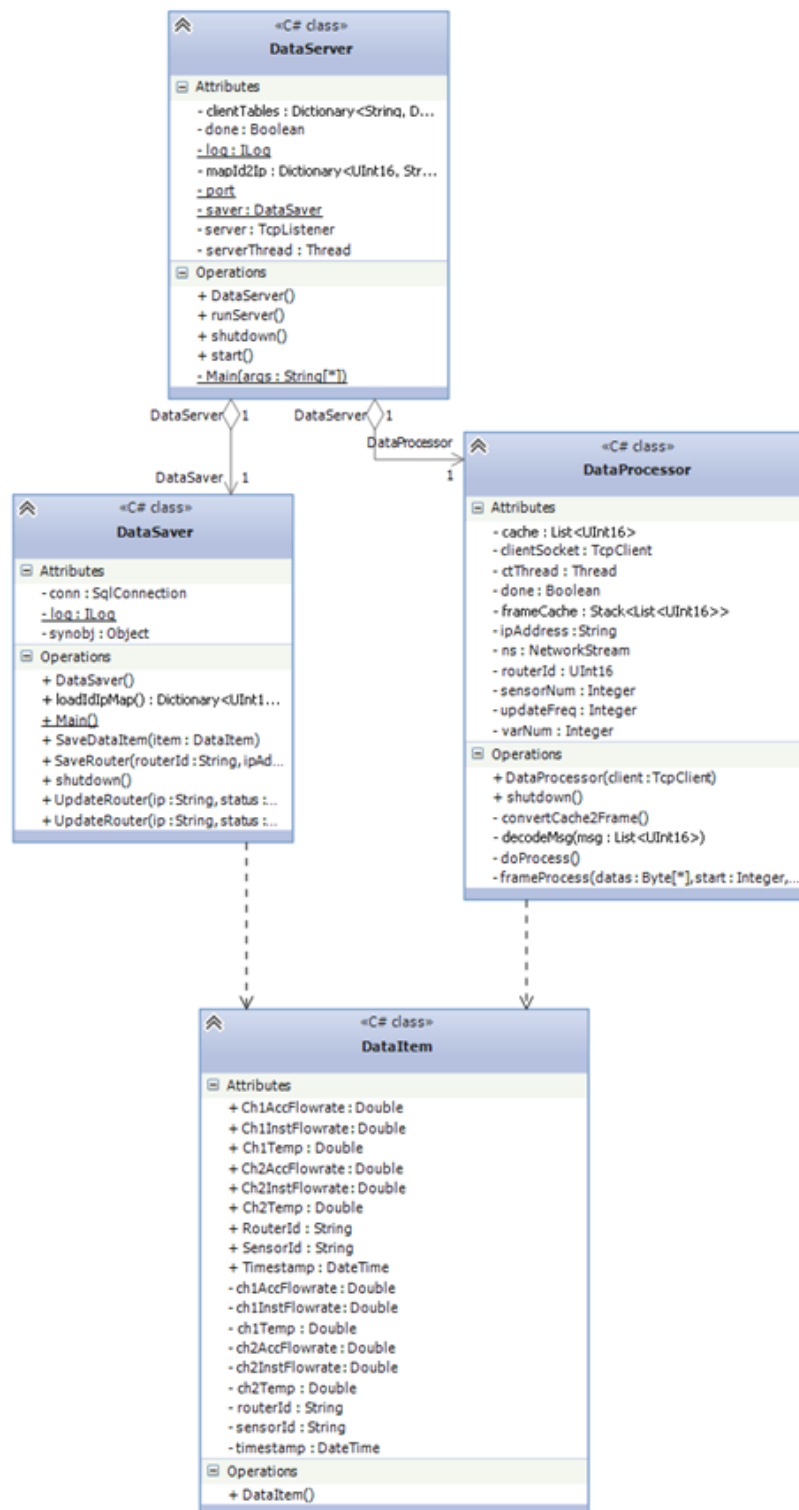 «C# class»
DataServer
Attributes
- clientTables : Dictionary<String, D...
- done : Boolean
- log : ILog
- mapId2Ip : Dictionary<UInt16, Str...
- port
- saver : DataSaver
- server : TcpListener
- serverThread : Thread
Operations
+ DataServer()
+ runServer()
+ shutdown()
+ start()
- Main(args : String[*])
DataServer 1
DataServer 1
DataProcessor
1
DataSaver 1
«C# class»
DataSaver
Attributes
- conn : SqlConnection
- log : ILog
- synobj : Object
Operations
+ DataSaver()
+ loadIdIpMap() : Dictionary<UInt1...
+ Main()
+ SaveDataItem(item : DataItem)
+ SaveRouter(routerId : String, ipAd...
+ shutdown()
+ UpdateRouter(ip : String, status :...
+ UpdateRouter(ip : String, status :...
«C# class»
DataProcessor
Attributes
- cache : List<UInt16>
- clientSocket : TcpClient
- ctThread : Thread
- done : Boolean
- frameCache : Stack<List<UInt16>>
- ipAddress : String
- ns : NetworkStream
- routerId : UInt16
- sensorNum : Integer
- updateFreq : Integer
- varNum : Integer
Operations
+ DataProcessor(client : TcpClient)
+ shutdown()
- convertCache2Frame()
- decodeMsg(msg : List<UInt16>)
- doProcess()
- frameProcess(datas : Byte[*], start : Integer,...
«C# class»
DataItem
Attributes
+ Ch1AccFlowrate : Double
+ Ch1InstFlowrate : Double
+ Ch1Temp : Double
+ Ch2AccFlowrate : Double
+ Ch2InstFlowrate : Double
+ Ch2Temp : Double
+ RouterId : String
+ SensorId : String
+ Timestamp : DateTime
- ch1AccFlowrate : Double
- ch1InstFlowrate : Double
- ch1Temp : Double
- ch2AccFlowrate : Double
- ch2InstFlowrate : Double
- ch2Temp : Double
- routerId : String
- sensorId : String
- timestamp : DateTime
Operations
+ DataItem()